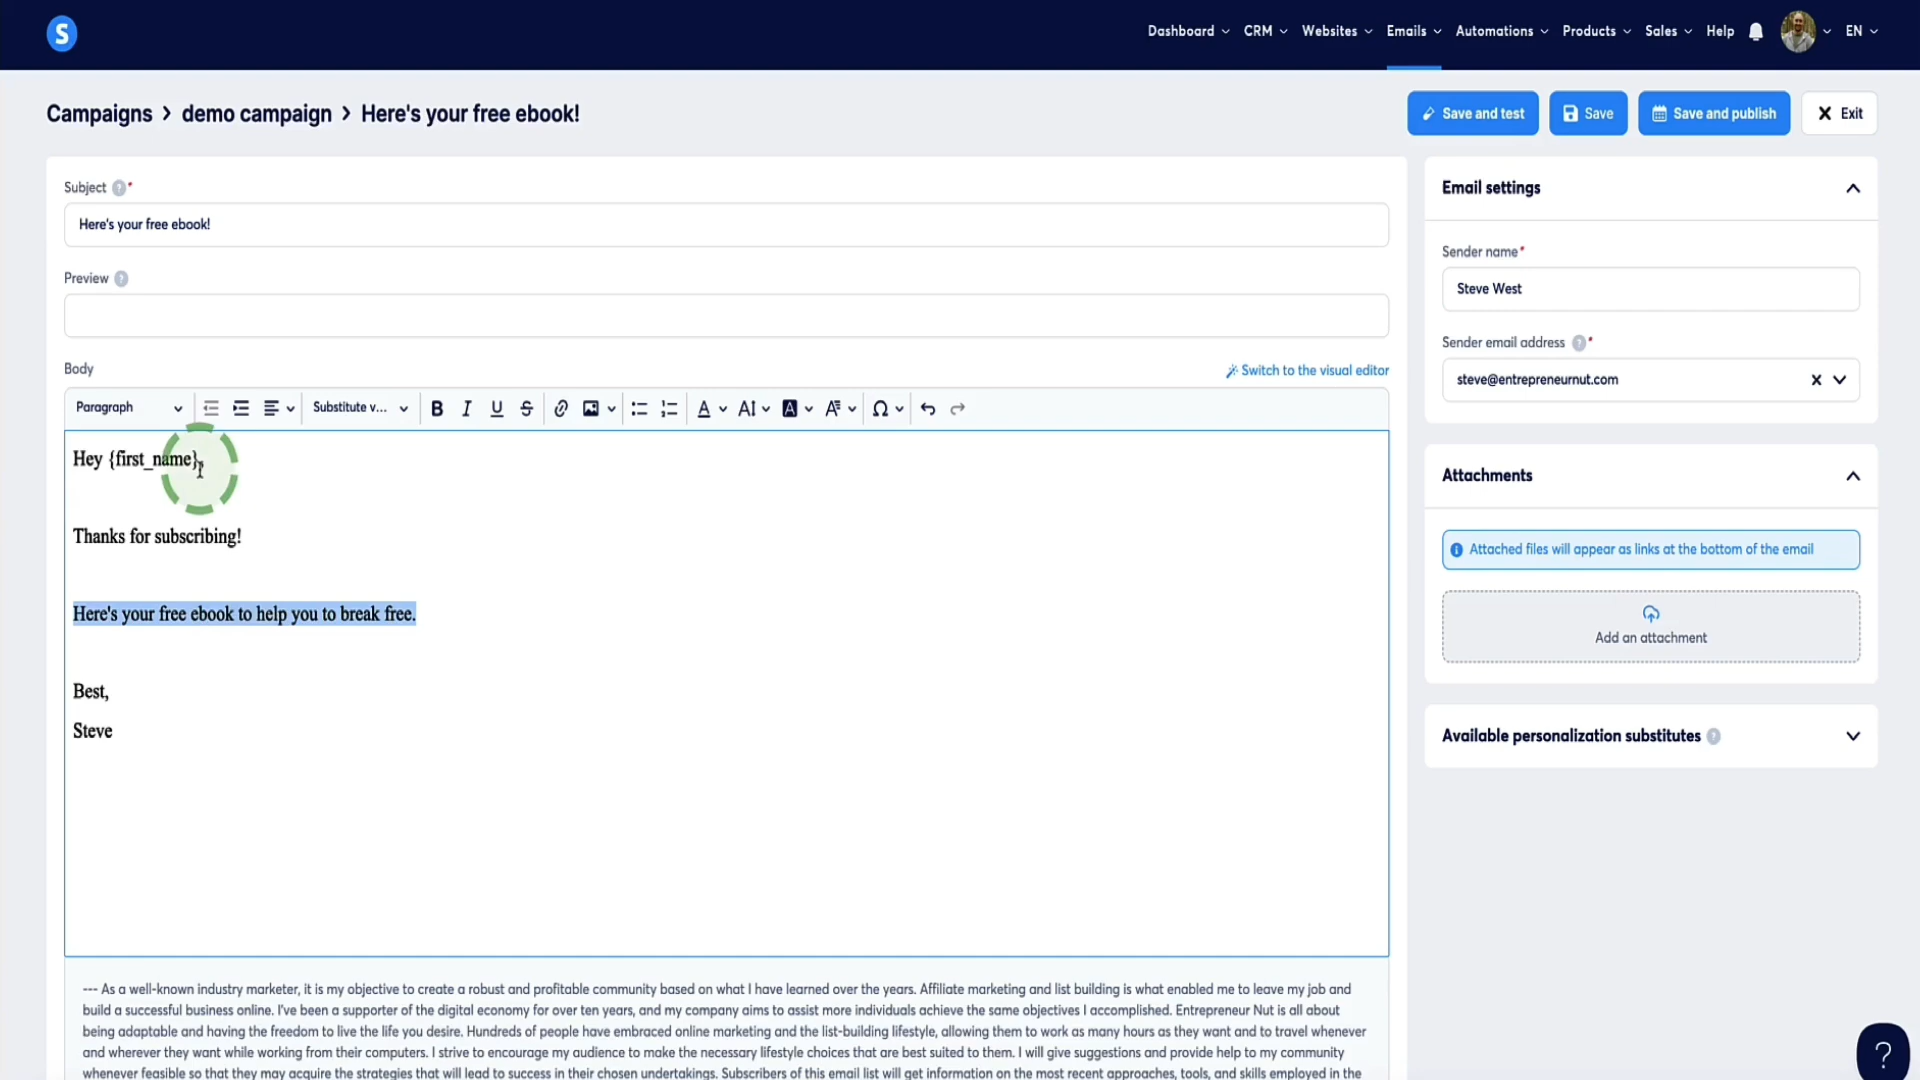 S
Dashboard CRM Websites Emails Automations Products Sales Help EN
Campaigns > demo campaign > Here's your free ebook!
Save and test Save Save and publish X Exit
Subject ?*
Here's your free ebook!
Preview ?
Body
Switch to the visual editor
Paragraph Substitute v... B I U S A AI A A Ω
Hey {first_name},
Thanks for subscribing!
Here's your free ebook to help you to break free.
Best,
Steve
--- As a well-known industry marketer, it is my objective to create a robust and profitable community based on what I have learned over the years. Affiliate marketing and list building is what enabled me to leave my job and
build a successful business online. I've been a supporter of the digital economy for over ten years, and my company aims to assist more individuals achieve the same objectives I accomplished. Entrepreneur Nut is all about
being adaptable and having the freedom to live the life you desire. Hundreds of people have embraced online marketing and the list-building lifestyle, allowing them to work as many hours as they want and to travel whenever
and wherever they want while working from their computers. I strive to encourage my audience to make the necessary lifestyle choices that are best suited to them. I will give suggestions and provide help to my community
whenever feasible so that they may acquire the strategies that will lead to success in their chosen undertakings. Subscribers of this email list will get information on the most recent approaches, tools, and skills employed in the
Email settings
Sender name*
Steve West
Sender email address ?*
steve@entrepreneurnut.com x
Attachments
Attached files will appear as links at the bottom of the email
Add an attachment
Available personalization substitutes ?
?